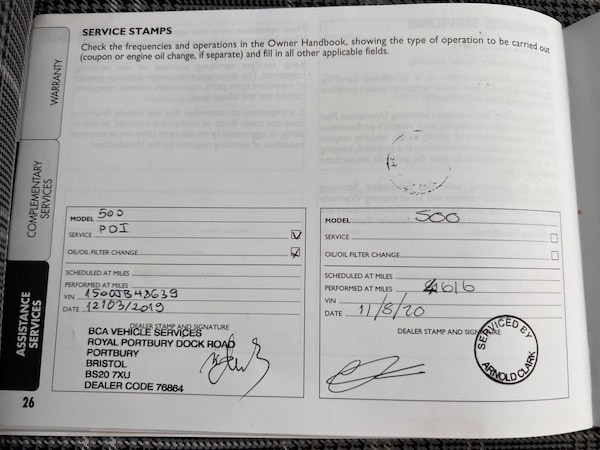 SERVICE STAMPS
Check the frequencies and operations in the Owner Handbook, showing the type of operation to be carried out
(coupon or engine oil change, if separate) and fill in all other applicable fields.
WARRANTY
COMPLEMENTARY
SERVICES
ASSISTANCE
SERVICES
MODEL 500
SERVICE PDI
OIL/OIL FILTER CHANGE
SCHEDULED AT MILES
PERFORMED AT MILES
VIN 1500JB48639
DATE 12/03/2019
DEALER STAMP AND SIGNATURE
BCA VEHICLE SERVICES
ROYAL PORTBURY DOCK ROAD
PORTBURY
BRISTOL
BS20 7XU
DEALER CODE 76864
MODEL 500
SERVICE
OIL/OIL FILTER CHANGE
SCHEDULED AT MILES
PERFORMED AT MILES 4616
VIN
DATE 11/8/20
DEALER STAMP AND SIGNATURE
SERVICED BY
ARNOLD CLARK
26